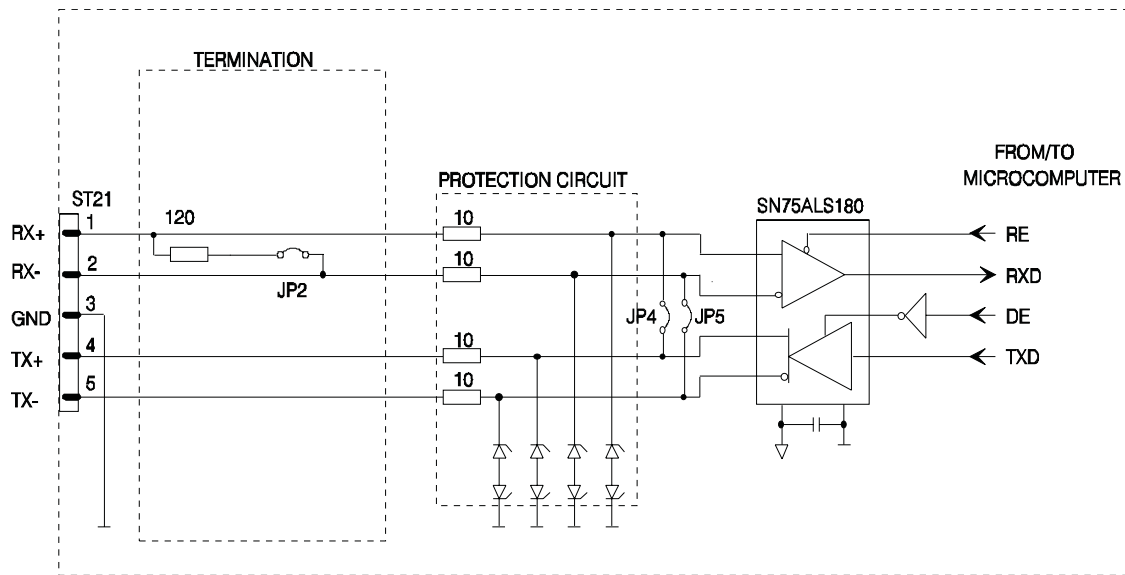 TERMINATION
FROM/TO
MICROCOMPUTER
PROTECTION CIRCUIT
ST21
SN75ALS180
1
120
10
RX+
RE
2
10
RX-
JP2
RXD
3
GND
JP4
JP5
DE
4
10
TX+
TXD
5
10
TX-